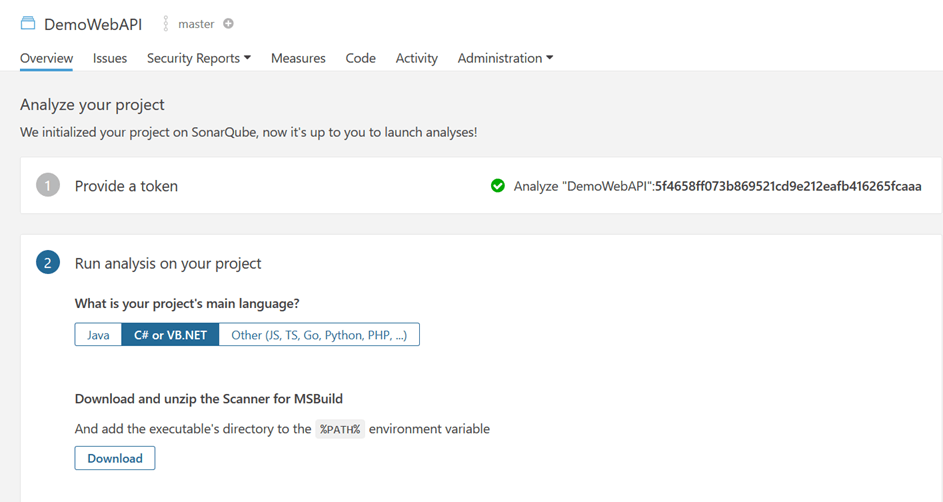 DemoWebAPI master
Overview Issues Security Reports Measures Code Activity Administration
Analyze your project
We initialized your project on SonarQube, now it's up to you to launch analyses!
1 Provide a token Analyze "DemoWebAPI":5f4658ff073b869521cd9e212eafb416265fcaaa
2 Run analysis on your project
What is your project's main language?
Java C# or VB.NET Other (JS, TS, Go, Python, PHP, ...)
Download and unzip the Scanner for MSBuild
And add the executable's directory to the %PATH% environment variable
Download